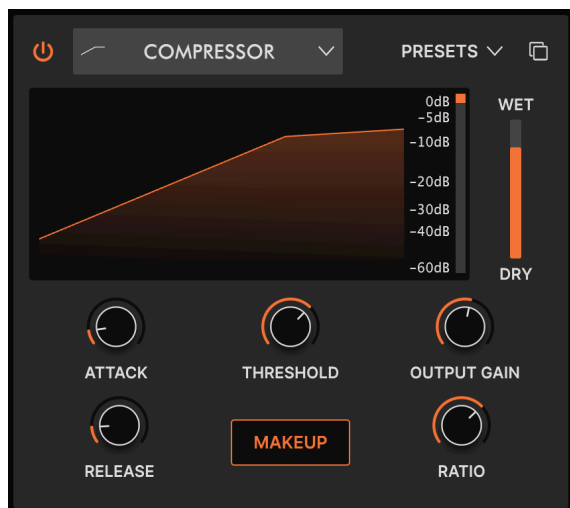 COMPRESSOR
PRESETS
0dB
-5dB
-10dB
-20dB
-30dB
-40dB
-60dB
WET
DRY
ATTACK
THRESHOLD
OUTPUT GAIN
RELEASE
MAKEUP
RATIO